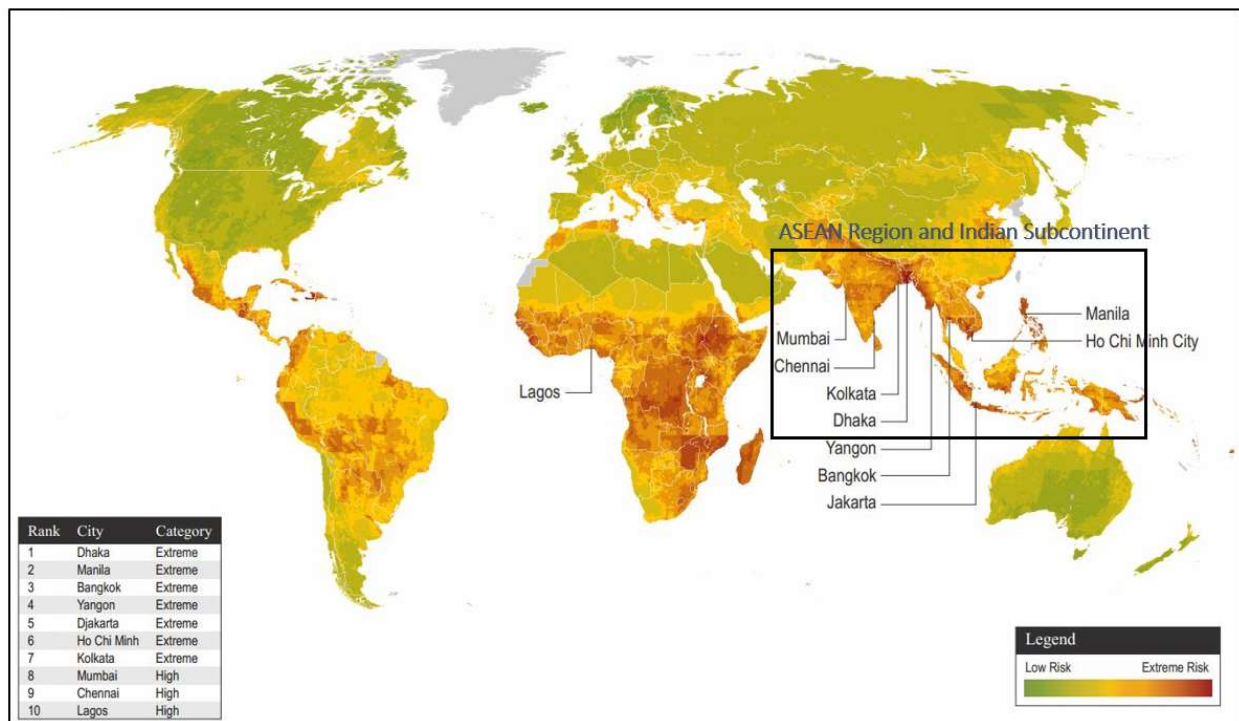 ASEAN Region and Indian Subcontinent
Manila
Ho Chi Minh City
Mumbai
Chennai
Lagos
Kolkata
Dhaka
Yangon
Bangkok
Jakarta
Rank City Category
1 Dhaka Extreme
2 Manila Extreme
3 Bangkok Extreme
4 Yangon Extreme
5 Djakarta Extreme
6 Ho Chi Minh Extreme
7 Kolkata Extreme
8 Mumbai High
9 Chennai High
10 Lagos High
Legend
Low Risk Extreme Risk